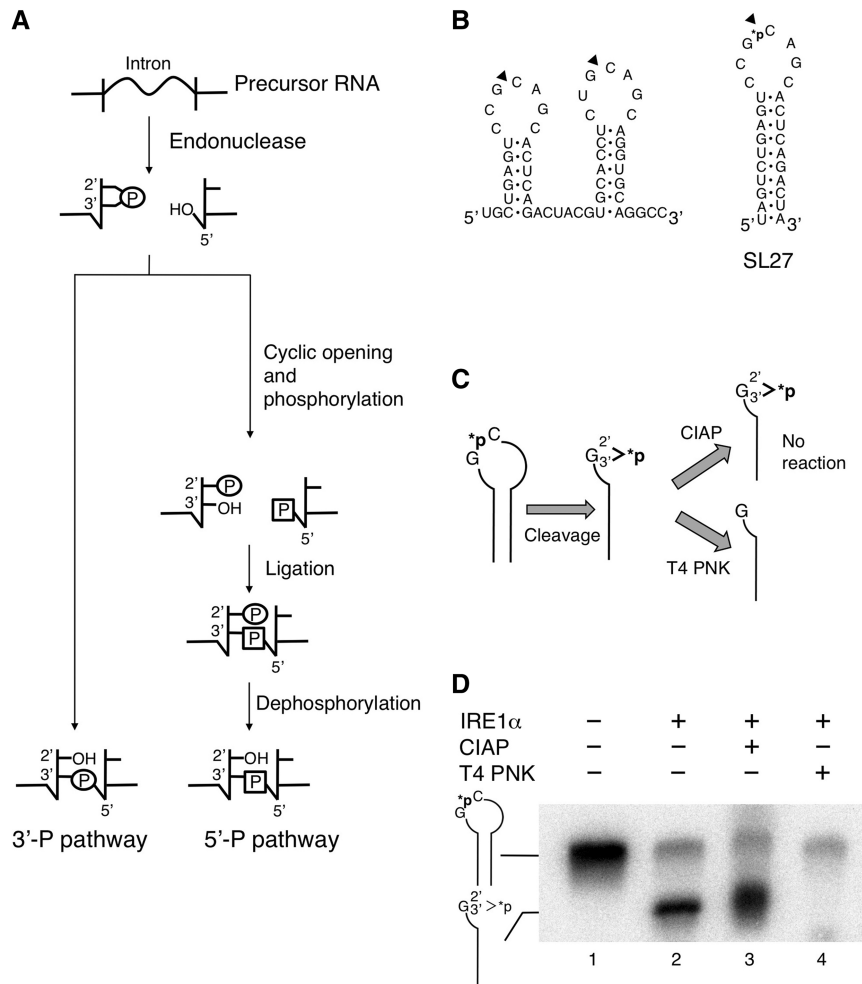 A
Intron
Precursor RNA
Endonuclease
2'
3'
P
HO
5'
Cyclic opening
and
phosphorylation
2'
3'
P
OH
P
5'
Ligation
2'
3'
P
P
5'
Dephosphorylation
2'
3'
OH
P
5'
3'-P pathway
2'
3'
OH
P
5'
5'-P pathway
B
C C G C A G C
U•A
G•C
A•U
G•C
U•A
C U G C A G C
U•A
C•G
C•G
A•U
C•G
G•C
5'UGC•GACUACGU•AGGCC3'
C C G *p C A G C
U•A
G•C
A•U
G•C
U•A
C•G
U•A
G•C
A•U
5'U•A3'
SL27
C
*p C
G
Cleavage
G 2' 3' > *p
CIAP
G 2' 3' > *p
No
reaction
T4 PNK
G
D
IRE1α – + + +
CIAP – – + –
T4 PNK – – – +
*p C
G
G 2' 3' > *p
1 2 3 4